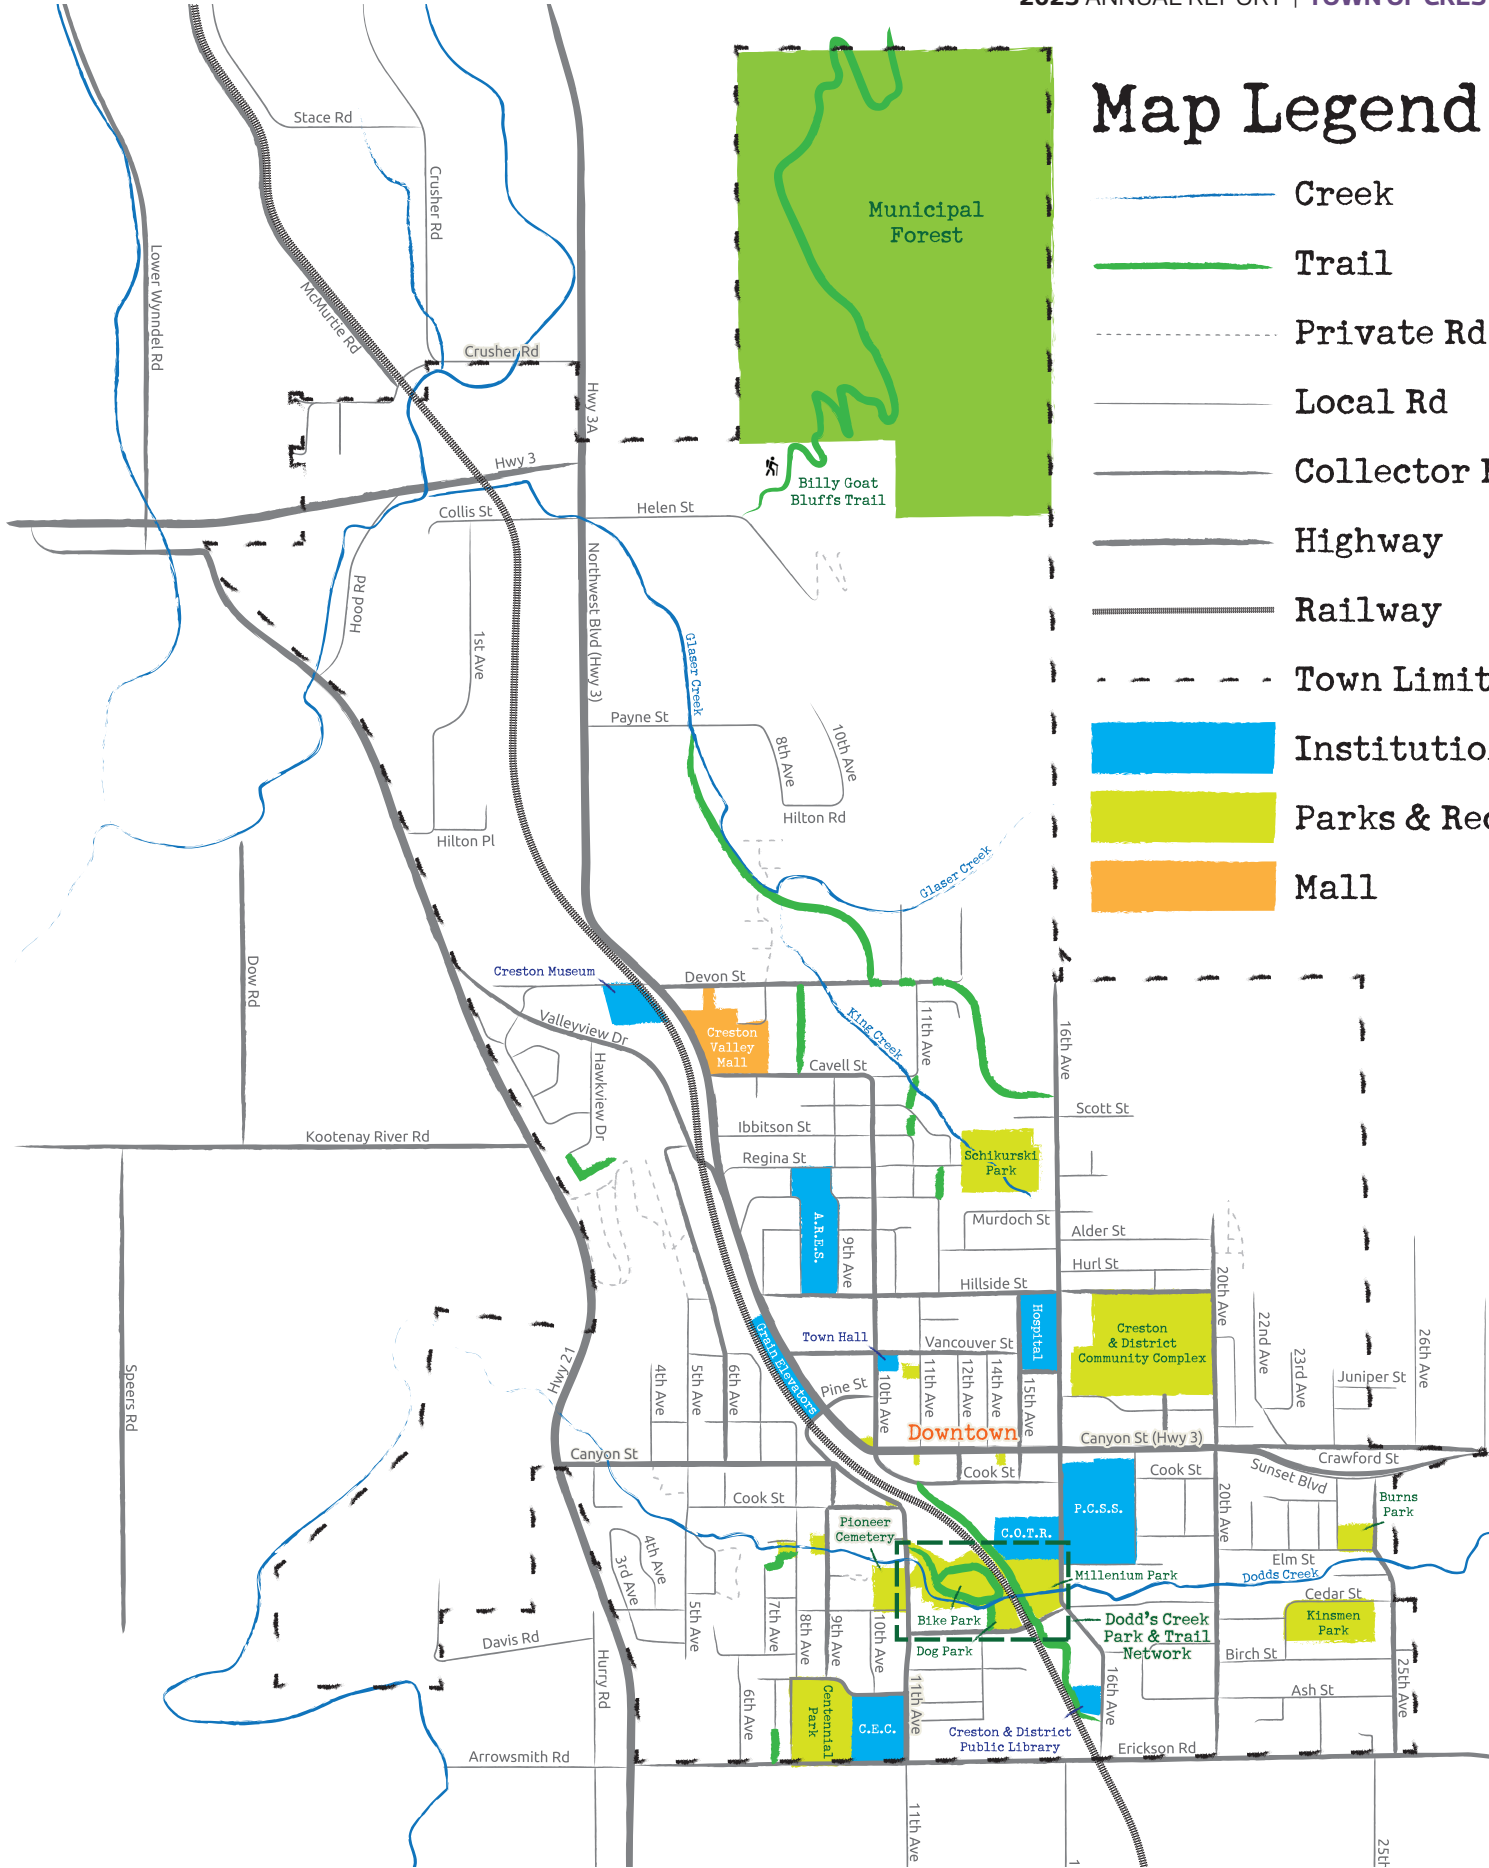 2023 ANNUAL REPORT | TOWN OF CRES
Map Legend
Creek
Trail
Private Rd
Local Rd
Collector
Highway
Railway
Town Limit
Institutio
Parks & Rec
Mall
Municipal
Forest
Stace Rd
Crusher Rd
Lower Wynndel Rd
McMurtie Rd
Crusher Rd
Hwy 3A
Hwy 3
Billy Goat
Bluffs Trail
Collis St
Helen St
Hood Rd
1st Ave
Northwest Blvd (Hwy 3)
Glaser Creek
Payne St
8th Ave
10th Ave
Hilton Rd
Hilton Pl
Glaser Creek
Dow Rd
Creston Museum
Devon St
Valleyview Dr
Creston
Valley
Mall
King Creek
11th Ave
16th Ave
Hawkview Dr
Cavell St
Scott St
Ibbitson St
Kootenay River Rd
Regina St
Schikurski
Park
A.R.E.S.
9th Ave
Murdoch St
Alder St
Hurl St
Hillside St
20th Ave
Grain Elevators
Town Hall
Vancouver St
Hospital
Creston
& District
Community Complex
22nd Ave
23rd Ave
26th Ave
Juniper St
Speers Rd
Hwy 21
4th Ave
5th Ave
6th Ave
Pine St
10th Ave
11th Ave
12th Ave
14th Ave
15th Ave
Downtown
Canyon St (Hwy 3)
Canyon St
Crawford St
Sunset Blvd
Cook St
Cook St
Cook St
20th Ave
P.C.S.S.
C.O.T.R.
Burns
Park
Pioneer
Cemetery
Elm St
Dodds Creek
Millenium Park
Cedar St
3rd Ave
4th Ave
5th Ave
7th Ave
8th Ave
9th Ave
10th Ave
Bike Park
Dog Park
Dodd's Creek
Park & Trail
Network
Kinsmen
Park
Birch St
Davis Rd
Hurry Rd
6th Ave
Centennial
Park
C.E.C.
11th Ave
16th Ave
Ash St
25th Ave
Creston & District
Public Library
Arrowsmith Rd
Erickson Rd
11th Ave
1
25th